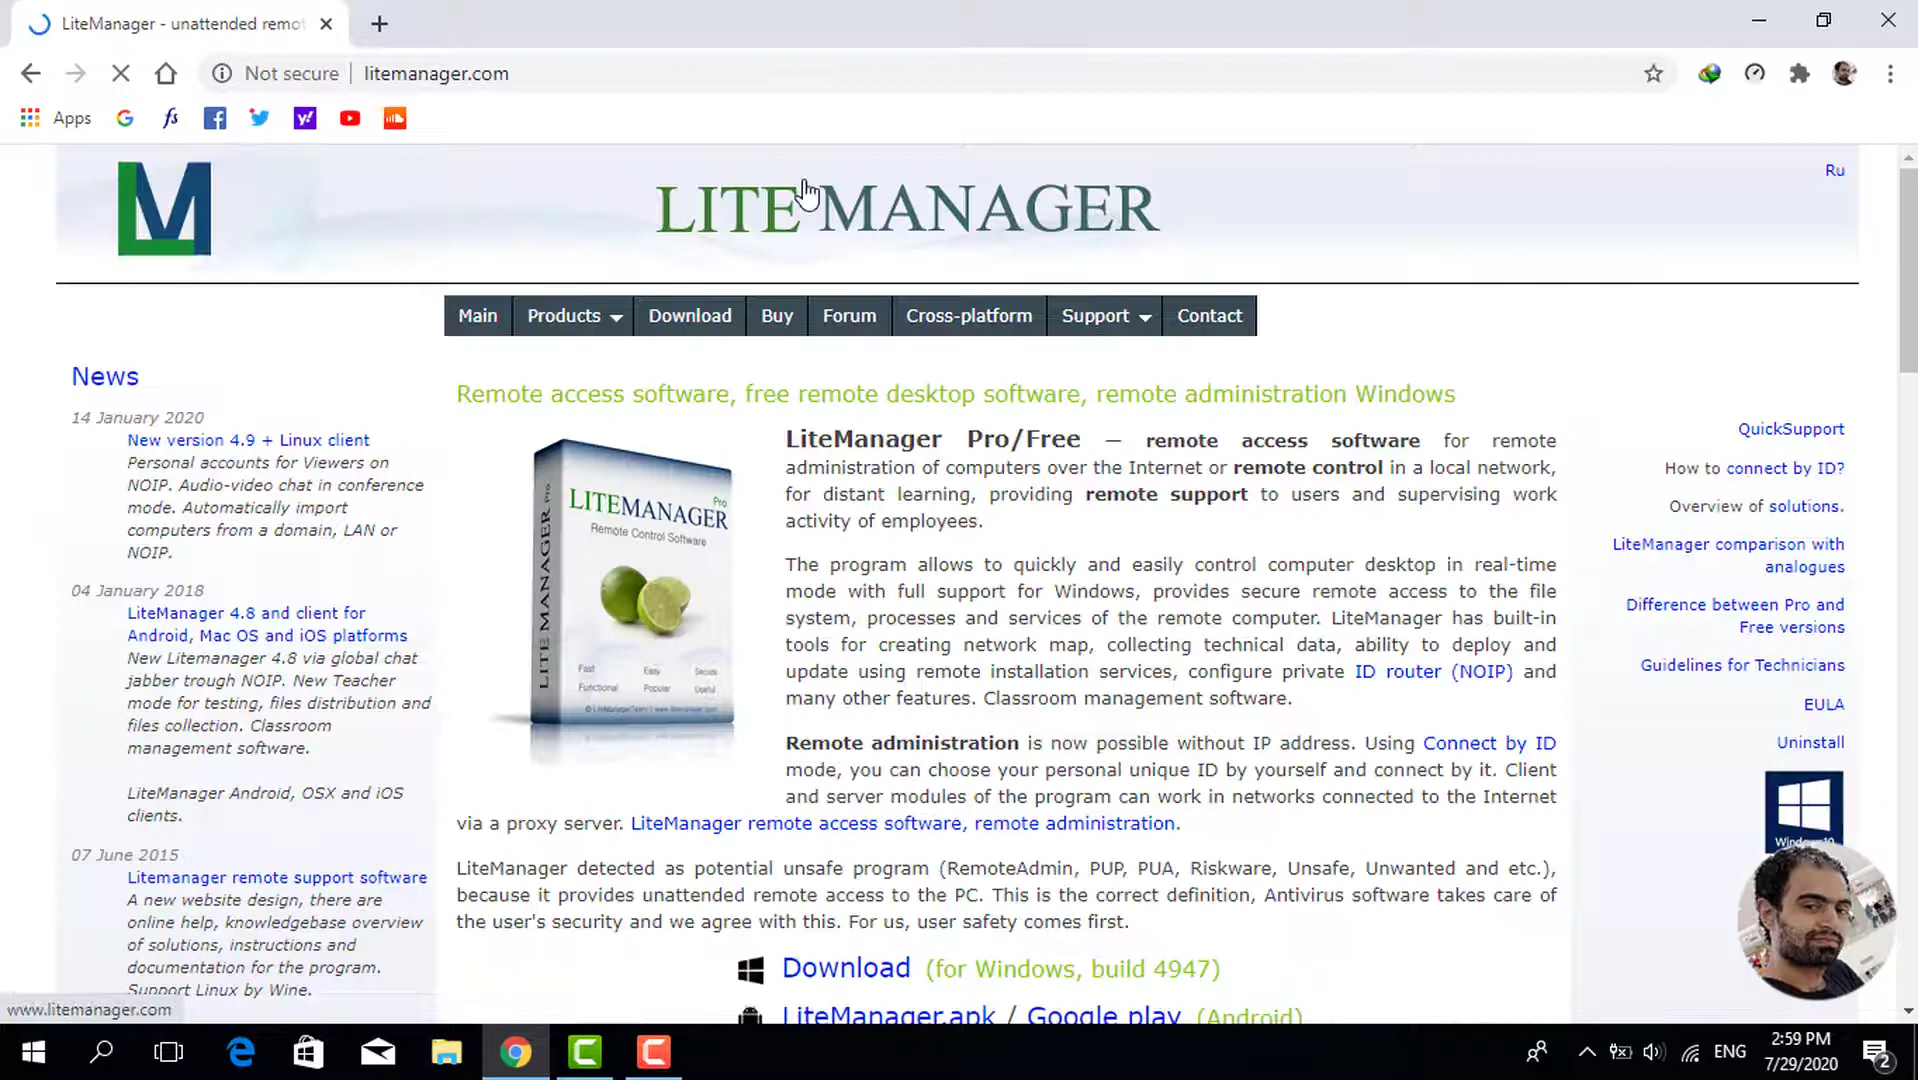 LiteManager - unattended remo
Not secure
litemanager.com
Apps
LM
LITEMANAGER
Ru
Main
Products
Download
Buy
Forum
Cross-platform
Support
Contact
News
14 January 2020
New version 4.9 + Linux client
Personal accounts for Viewers on
NOIP. Audio-video chat in conference
mode. Automatically import
computers from a domain, LAN or
NOIP.
04 January 2018
LiteManager 4.8 and client for
Android, Mac OS and iOS platforms
New Litemanager 4.8 via global chat
jabber trough NOIP. New Teacher
mode for testing, files distribution and
files collection. Classroom
management software.
LiteManager Android, OSX and iOS
clients.
07 June 2015
Litemanager remote support software
A new website design, there are
online help, knowledgebase overview
of solutions, instructions and
documentation for the program.
Support Linux by Wine.
Remote access software, free remote desktop software, remote administration Windows
LITEMANAGER Pro
LITEMANAGER
Pro
Remote Control Software
Fast
Easy
Secure
Functional
Popular
Useful
© LiteManagerTeam | www.litemanager.com
LiteManager Pro/Free — remote access software for remote
administration of computers over the Internet or remote control in a local network,
for distant learning, providing remote support to users and supervising work
activity of employees.
The program allows to quickly and easily control computer desktop in real-time
mode with full support for Windows, provides secure remote access to the file
system, processes and services of the remote computer. LiteManager has built-in
tools for creating network map, collecting technical data, ability to deploy and
update using remote installation services, configure private ID router (NOIP) and
many other features. Classroom management software.
Remote administration is now possible without IP address. Using Connect by ID
mode, you can choose your personal unique ID by yourself and connect by it. Client
and server modules of the program can work in networks connected to the Internet
via a proxy server. LiteManager remote access software, remote administration.
LiteManager detected as potential unsafe program (RemoteAdmin, PUP, PUA, Riskware, Unsafe, Unwanted and etc.),
because it provides unattended remote access to the PC. This is the correct definition, Antivirus software takes care of
the user's security and we agree with this. For us, user safety comes first.
Download (for Windows, build 4947)
LiteManager.apk / Google play (Android)
QuickSupport
How to connect by ID?
Overview of solutions.
LiteManager comparison with
analogues
Difference between Pro and
Free versions
Guidelines for Technicians
EULA
Uninstall
Windows10
www.litemanager.com
ENG
2:59 PM
7/29/2020
2